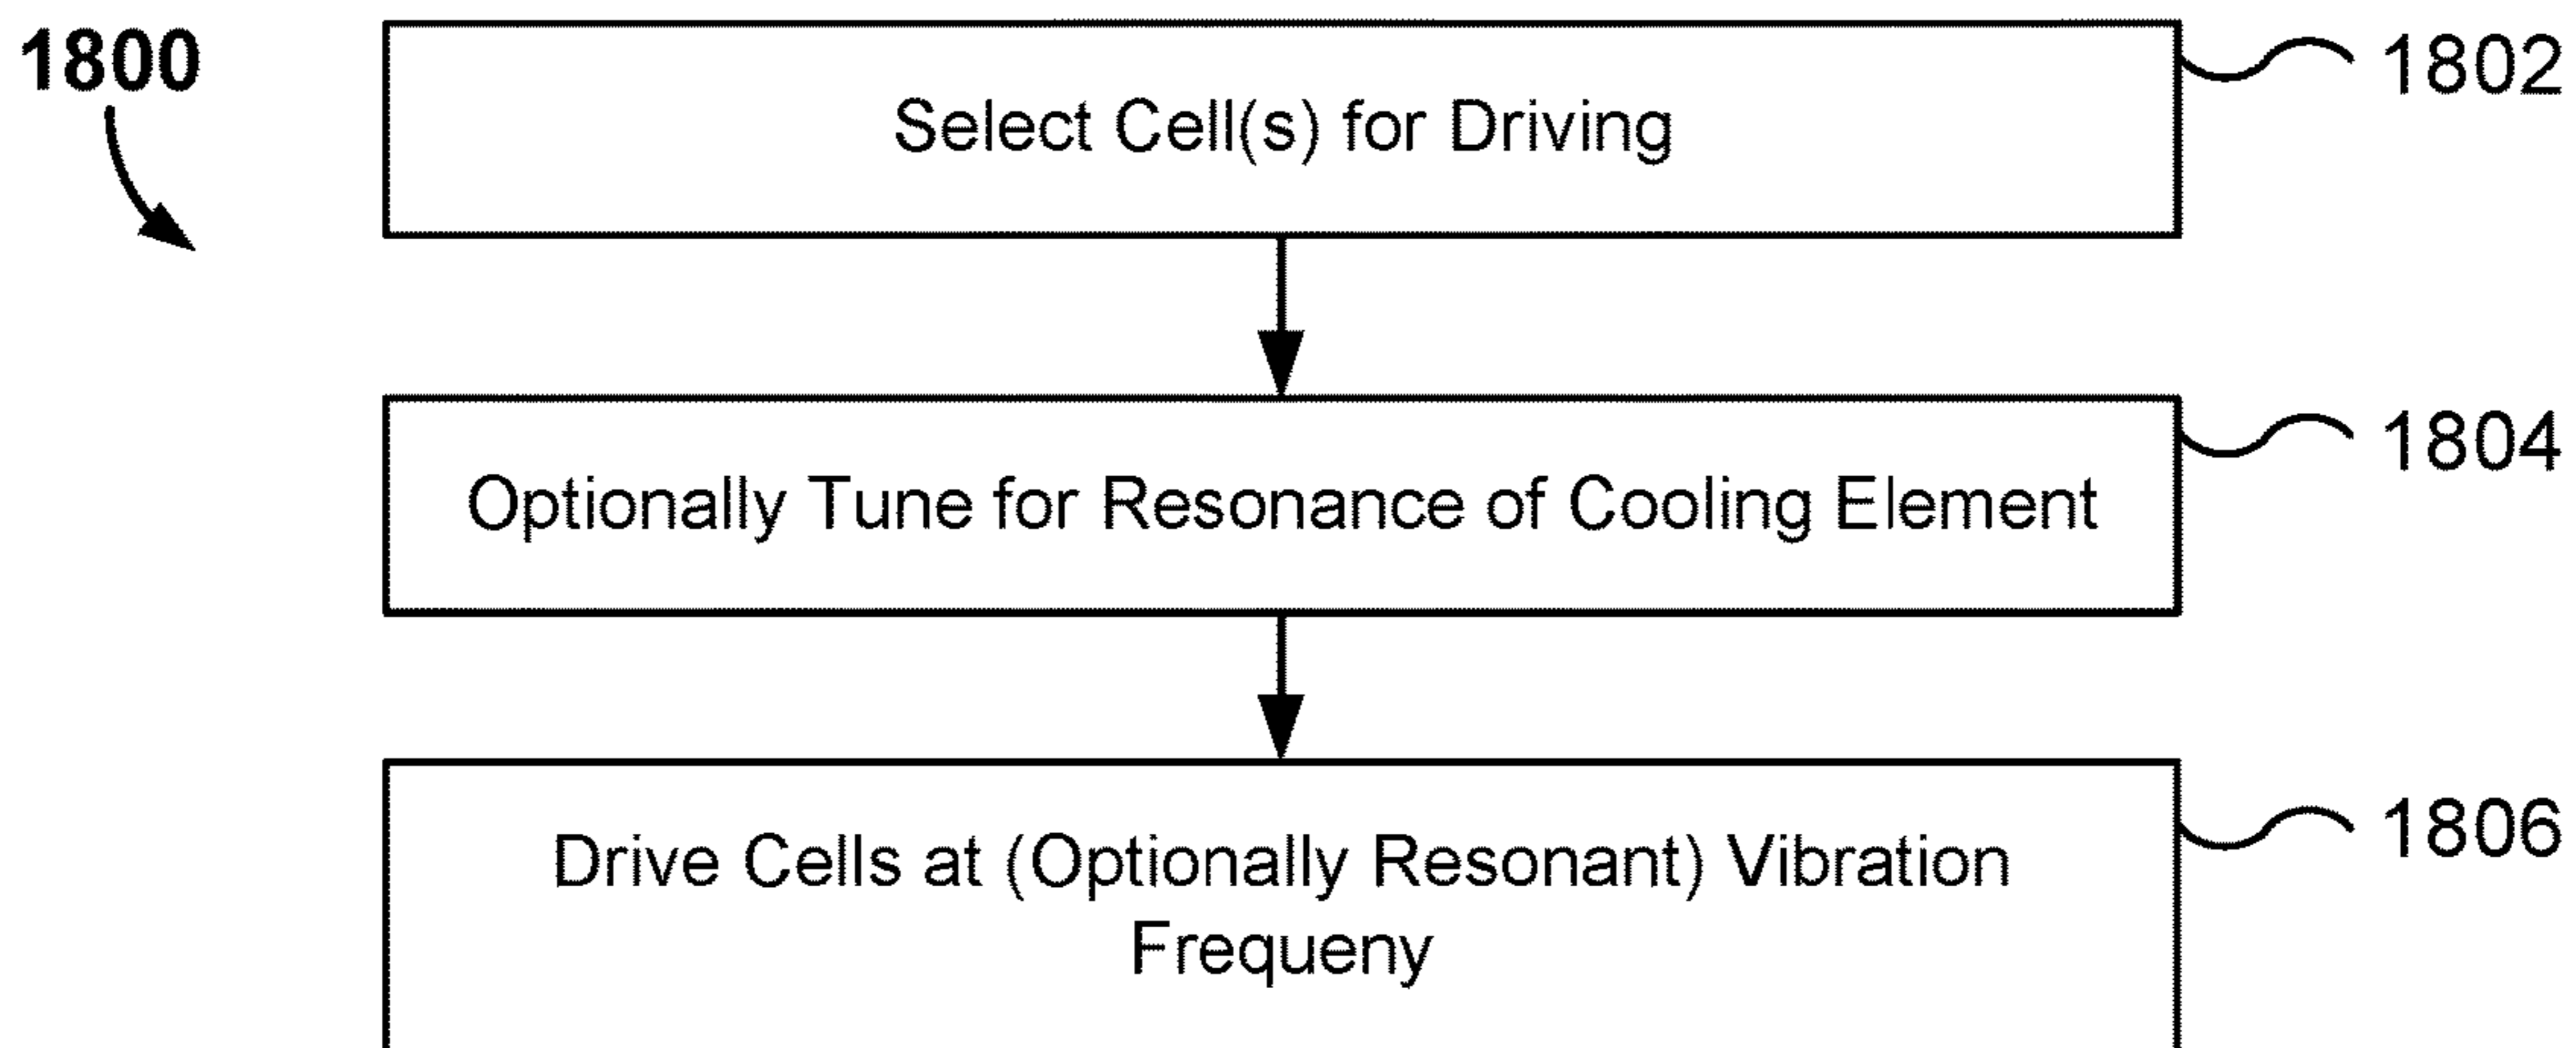 1800
1802
Select Cell(s) for Driving
1804
Optionally Tune for Resonance of Cooling Element
1806
Drive Cells at (Optionally Resonant) Vibration
Frequeny